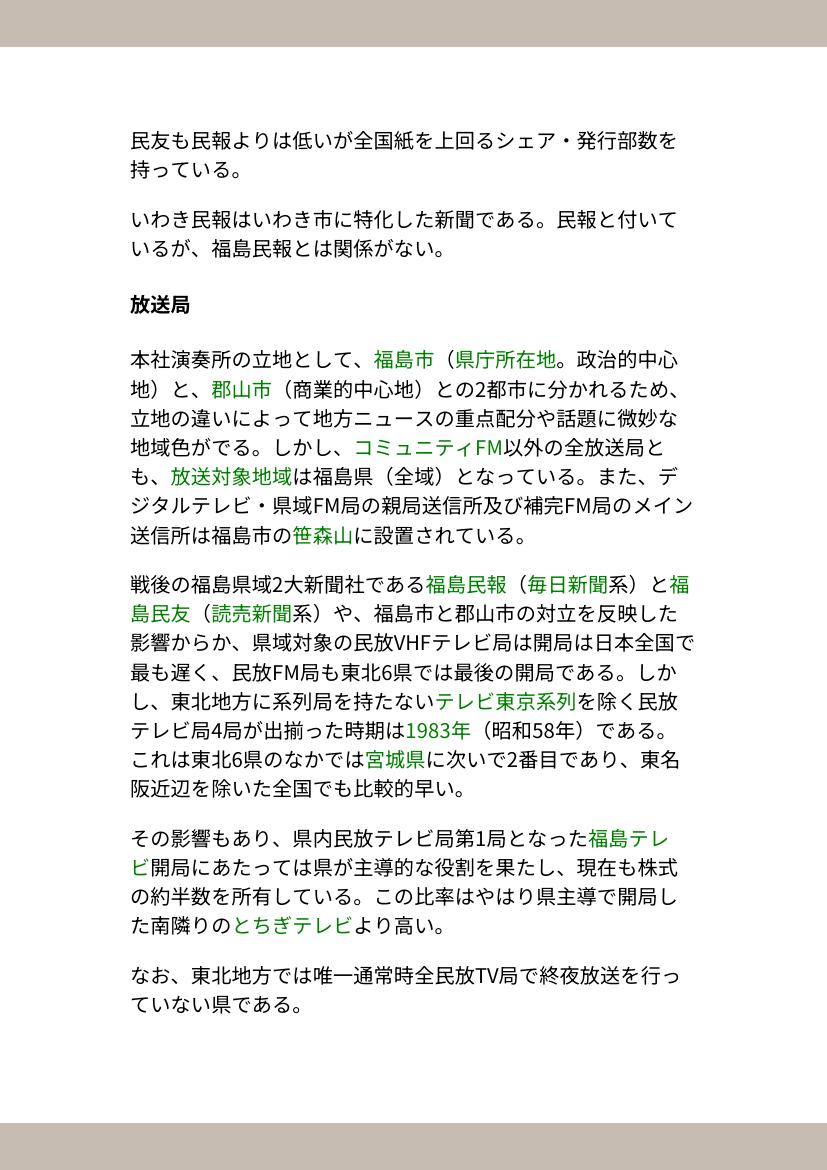 民友も民報よりは低いが全国紙を上回るシェア・発行部数を
持っている。
いわき民報はいわき市に特化した新聞である。民報と付いて
いるが、福島民報とは関係がない。
放送局
本社演奏所の立地として、福島市（県庁所在地。政治的中心
地）と、郡山市（商業的中心地）との2都市に分かれるため、
立地の違いによって地方ニュースの重点配分や話題に微妙な
地域色がでる。しかし、コミュニティFM以外の全放送局と
も、放送対象地域は福島県（全域）となっている。また、デ
ジタルテレビ・県域FM局の親局送信所及び補完FM局のメイン
送信所は福島市の笹森山に設置されている。
戦後の福島県域2大新聞社である福島民報（毎日新聞系）と福
島民友（読売新聞系）や、福島市と郡山市の対立を反映した
影響からか、県域対象の民放VHFテレビ局は開局は日本全国で
最も遅く、民放FM局も東北6県では最後の開局である。しか
し、東北地方に系列局を持たないテレビ東京系列を除く民放
テレビ局4局が出揃った時期は1983年（昭和58年）である。
これは東北6県のなかでは宮城県に次いで2番目であり、東名
阪近辺を除いた全国でも比較的早い。
その影響もあり、県内民放テレビ局第1局となった福島テレ
ビ開局にあたっては県が主導的な役割を果たし、現在も株式
の約半数を所有している。この比率はやはり県主導で開局し
た南隣りのとちぎテレビより高い。
なお、東北地方では唯一通常時全民放TV局で終夜放送を行っ
ていない県である。